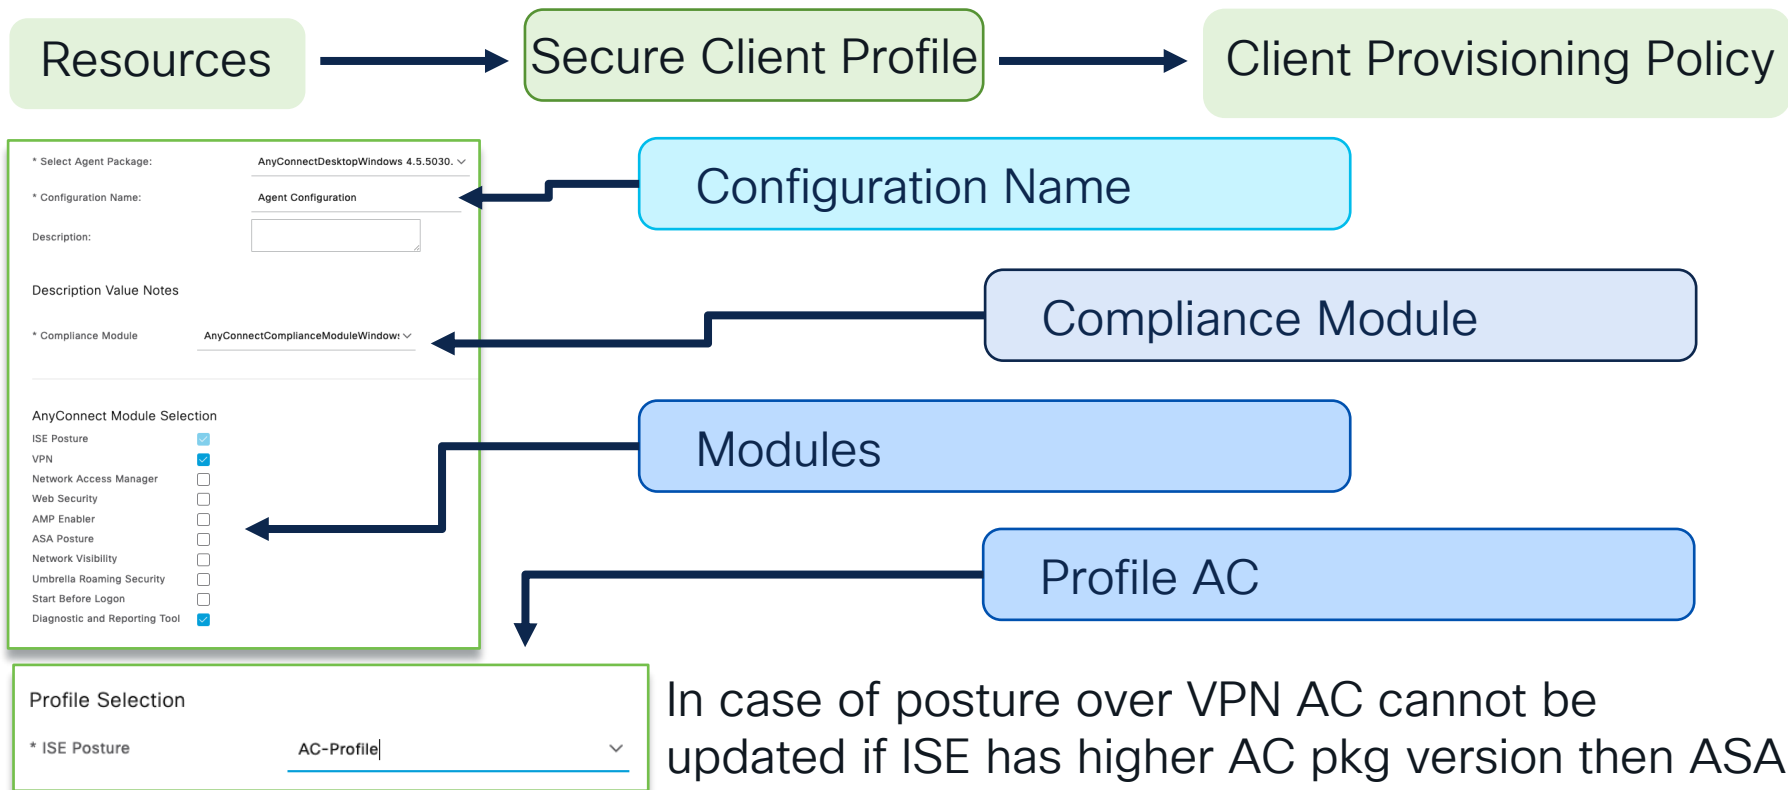 Resources
Secure Client Profile
Client Provisioning Policy
* Select Agent Package: AnyConnectDesktopWindows 4.5.5030.
* Configuration Name: Agent Configuration
Description:
Description Value Notes
* Compliance Module AnyConnectComplianceModuleWindows
AnyConnect Module Selection
ISE Posture
VPN
Network Access Manager
Web Security
AMP Enabler
ASA Posture
Network Visibility
Umbrella Roaming Security
Start Before Logon
Diagnostic and Reporting Tool
Configuration Name
Compliance Module
Modules
Profile AC
Profile Selection
* ISE Posture AC-Profile
In case of posture over VPN AC cannot be
updated if ISE has higher AC pkg version then ASA